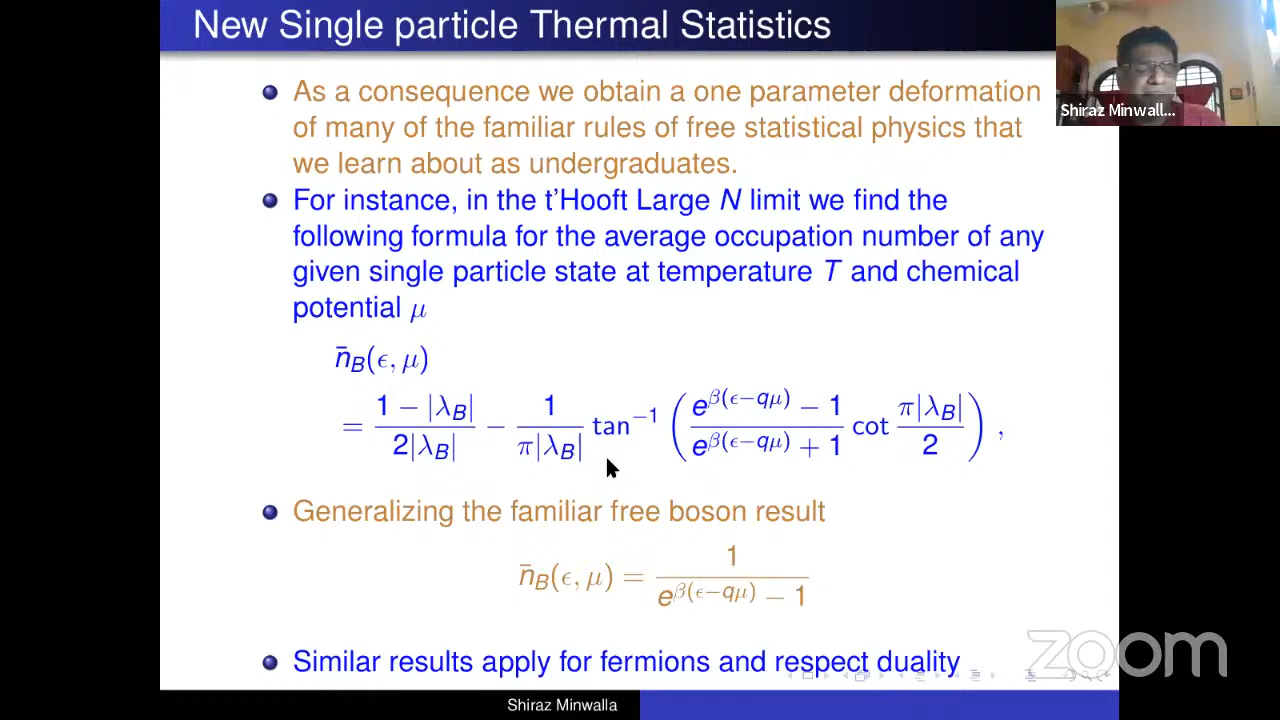 New Single particle Thermal Statistics
As a consequence we obtain a one parameter deformation
of many of the familiar rules of free statistical physics that
we learn about as undergraduates.
For instance, in the t'Hooft Large N limit we find the
following formula for the average occupation number of any
given single particle state at temperature T and chemical
potential μ
n̄_B(ϵ, μ)
= \frac{1 − |λ_B|}{2|λ_B|} − \frac{1}{π|λ_B|} tan^{−1} ( \frac{e^{β(ϵ−qμ)} − 1}{e^{β(ϵ−qμ)} + 1} cot \frac{π|λ_B|}{2} ) ,
Generalizing the familiar free boson result
n̄_B(ϵ, μ) = \frac{1}{e^{β(ϵ−qμ)} − 1}
Similar results apply for fermions and respect duality
Shiraz Minwalla
Shiraz Minwall...
zoom